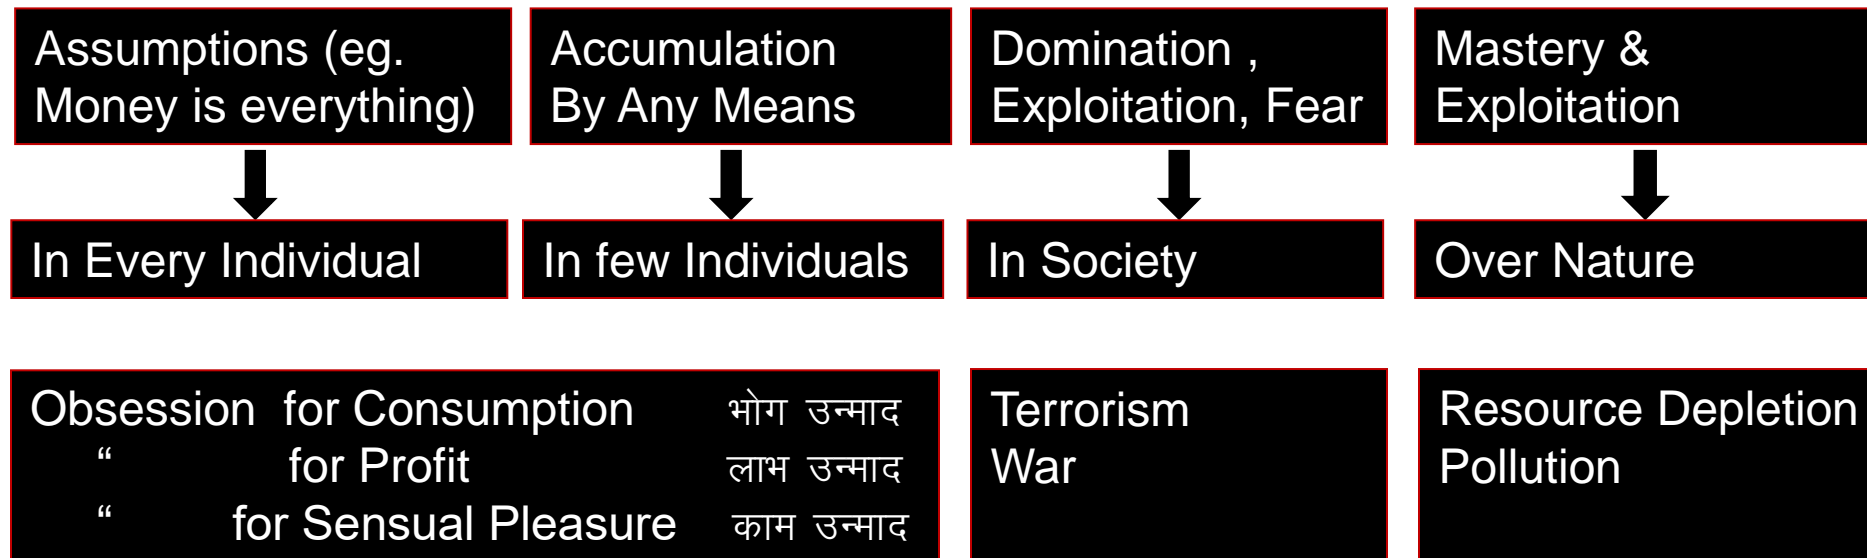 Assumptions (eg.
Money is everything)
Accumulation
By Any Means
Domination ,
Exploitation, Fear
Mastery &
Exploitation
In Every Individual
In few Individuals
In Society
Over Nature
Obsession for Consumption भोग उन्माद
“ for Profit लाभ उन्माद
“ for Sensual Pleasure काम उन्माद
Terrorism
War
Resource Depletion
Pollution